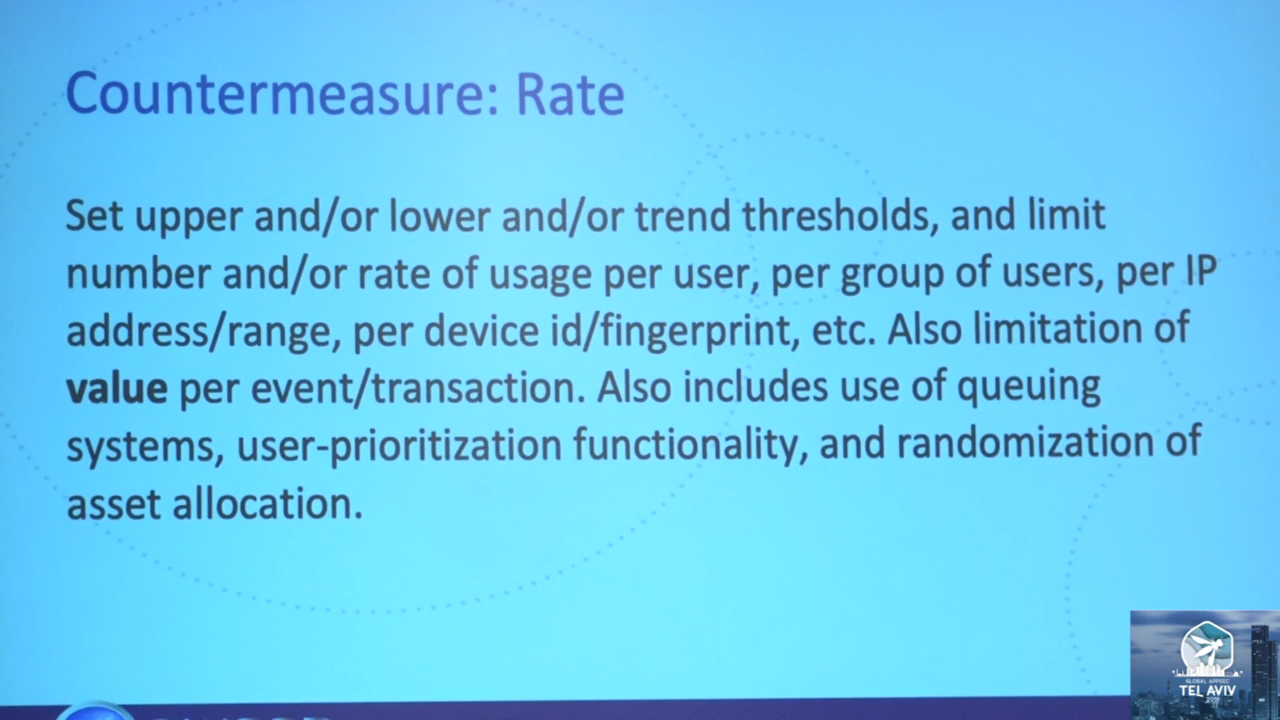 Countermeasure: Rate
Set upper and/or lower and/or trend thresholds, and limit
number and/or rate of usage per user, per group of users, per IP
address/range, per device id/fingerprint, etc. Also limitation of
value per event/transaction. Also includes use of queuing
systems, user-prioritization functionality, and randomization of
asset allocation.
GLOBAL APPSEC
TEL AVIV